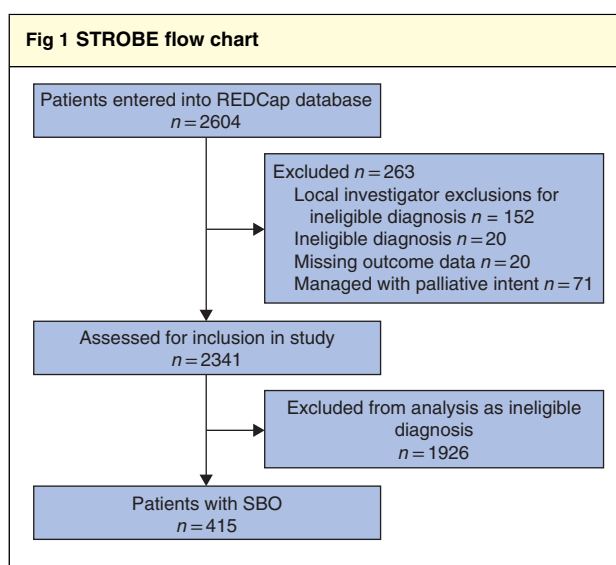 Fig 1 STROBE flow chart
Patients entered into REDCap database
n = 2604
Excluded n = 263
Local investigator exclusions for
ineligible diagnosis n = 152
Ineligible diagnosis n = 20
Missing outcome data n = 20
Managed with palliative intent n = 71
Assessed for inclusion in study
n = 2341
Excluded from analysis as ineligible
diagnosis
n = 1926
Patients with SBO
n = 415